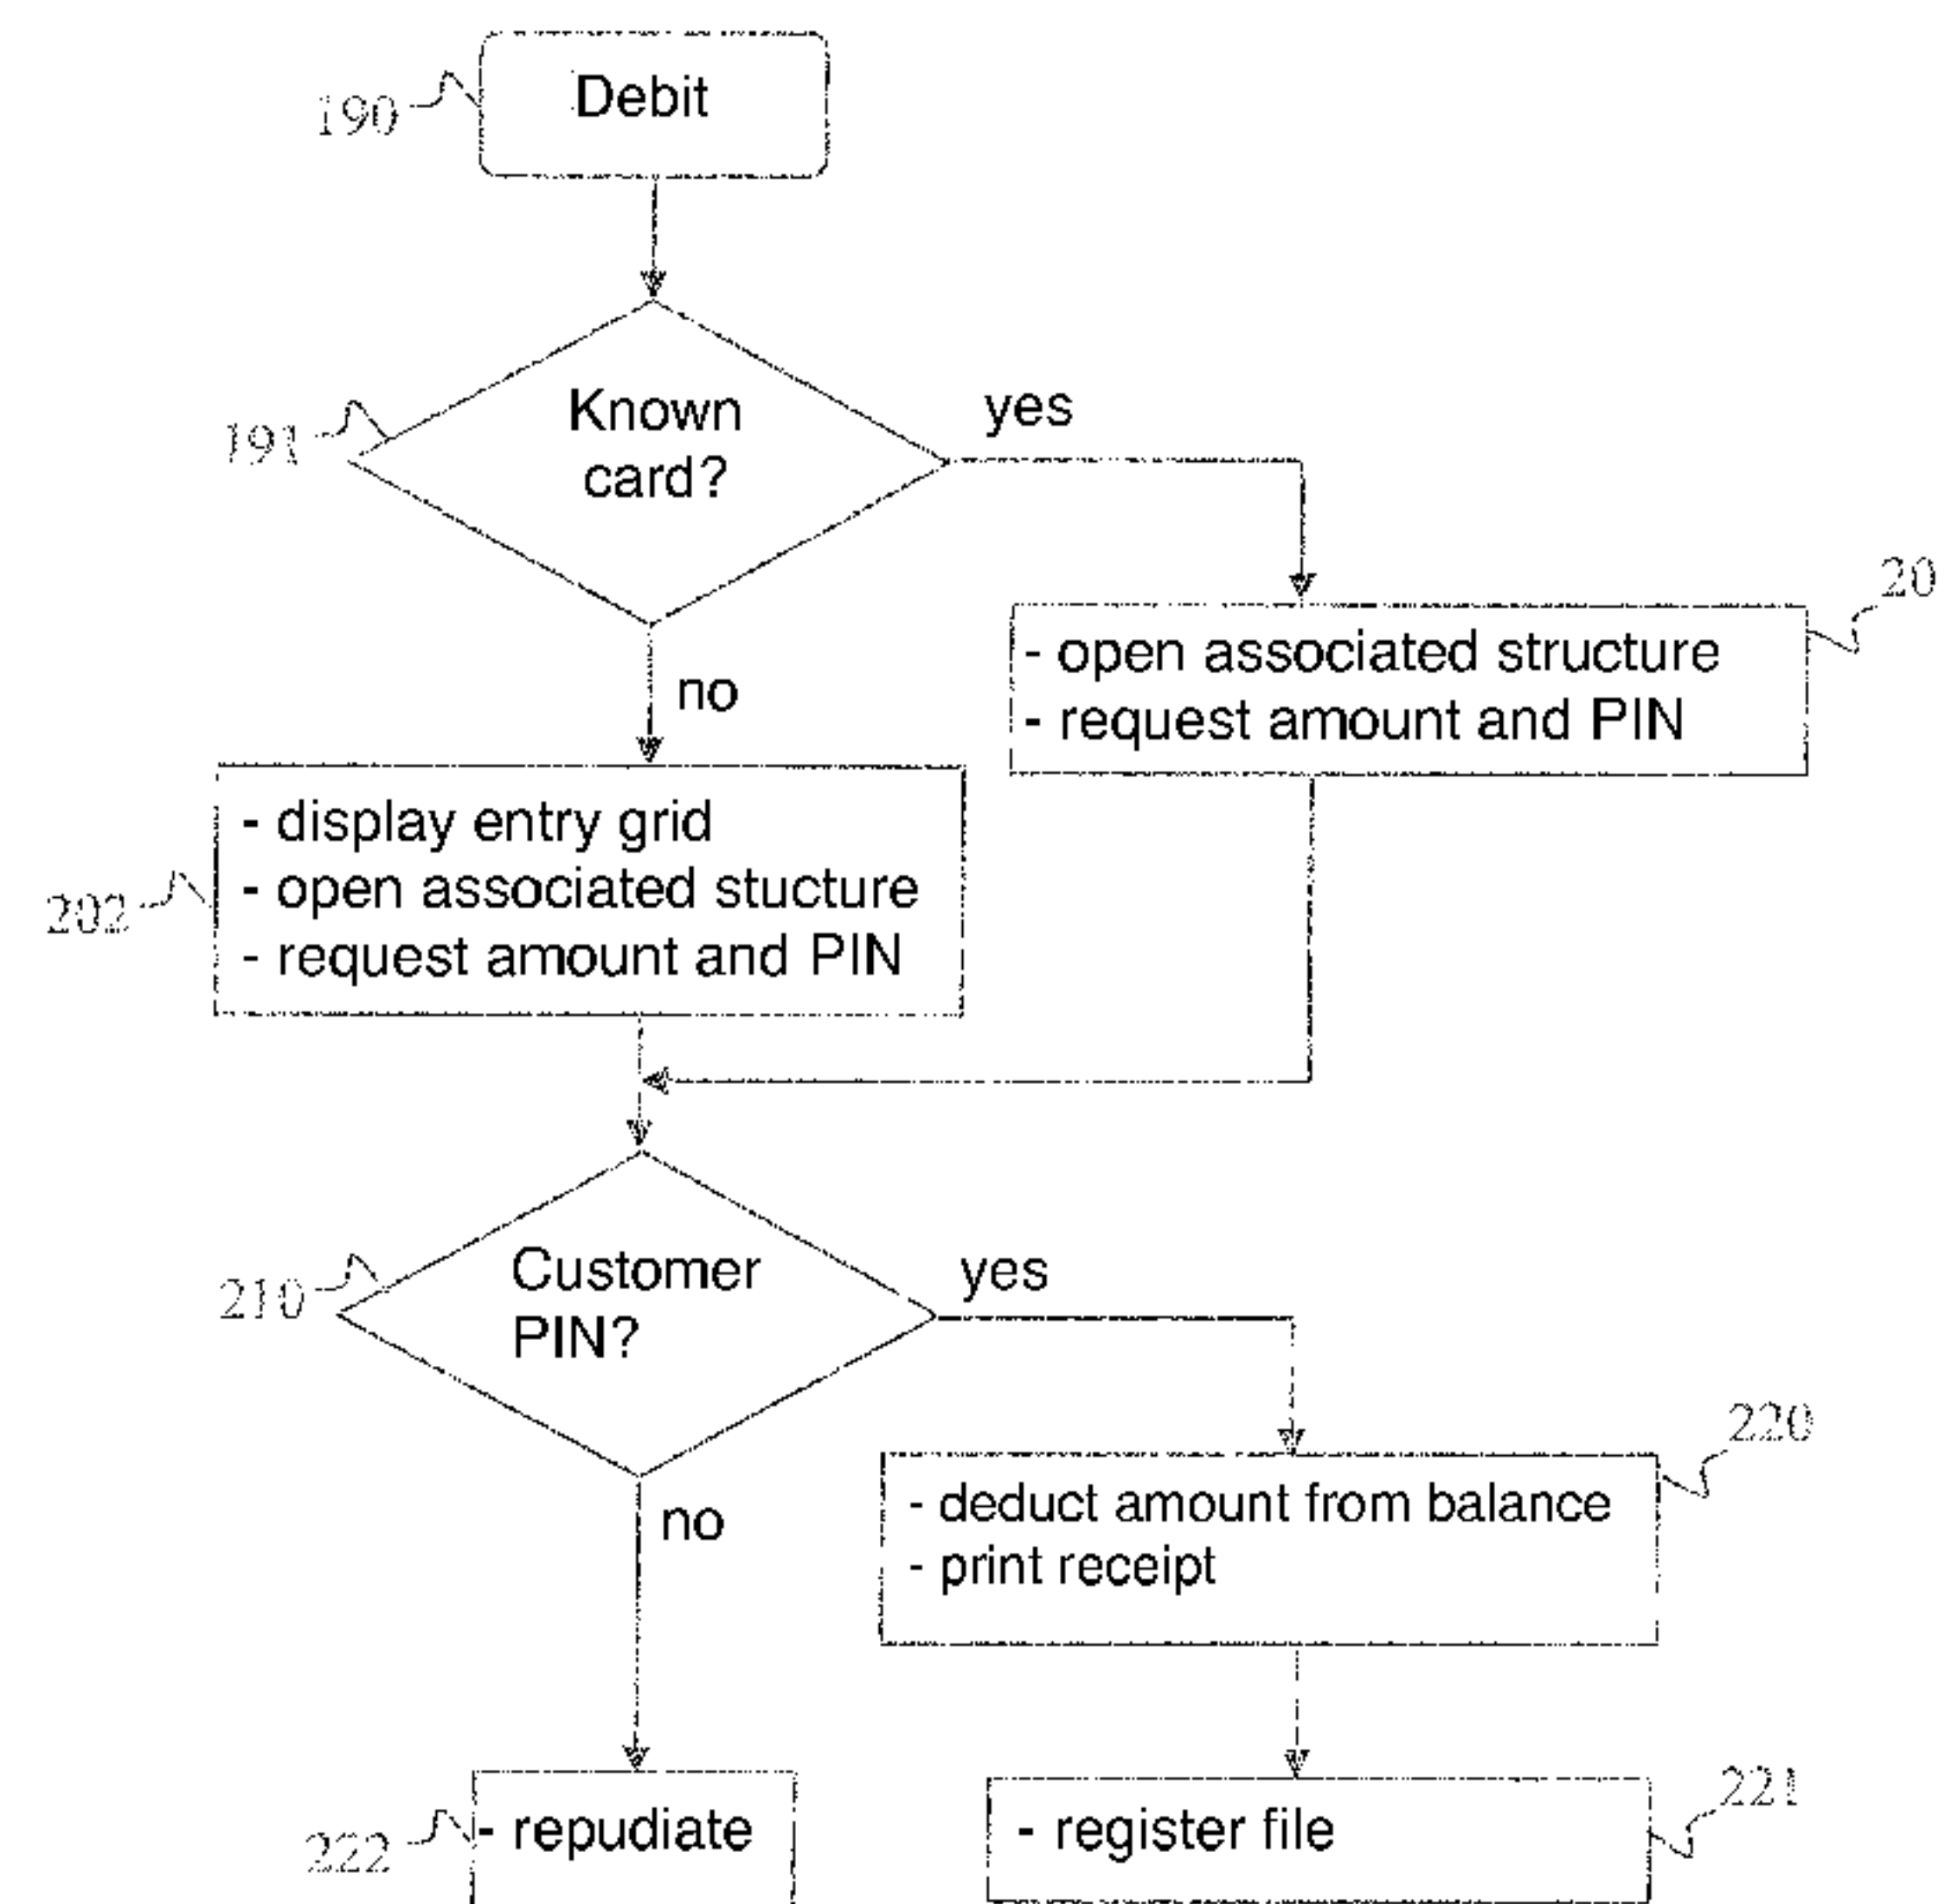 Debit
190
Known
card?
yes
191
20
- open associated structure
- request amount and PIN
no
- display entry grid
- open associated stucture
- request amount and PIN
202
Customer
PIN?
yes
210
220
- deduct amount from balance
- print receipt
no
221
- repudiate
- register file
222